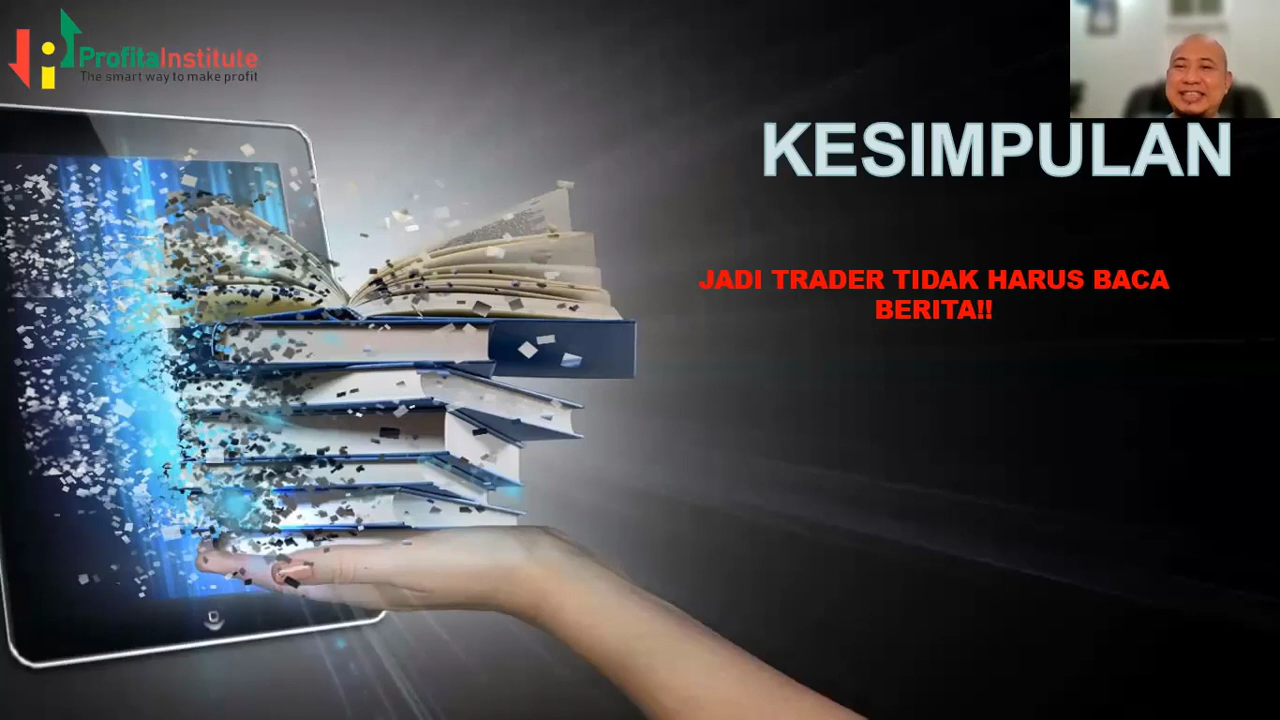 ProfitaInstitute
The smart way to make profit
KESIMPULAN
JADI TRADER TIDAK HARUS BACA
BERITA!!